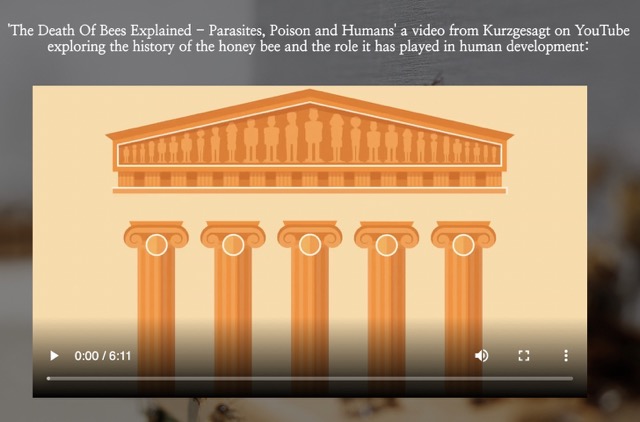 'The Death Of Bees Explained – Parasites, Poison and Humans' a video from Kurzgesagt on YouTube
exploring the history of the honey bee and the role it has played in human development:
0:00 / 6:11